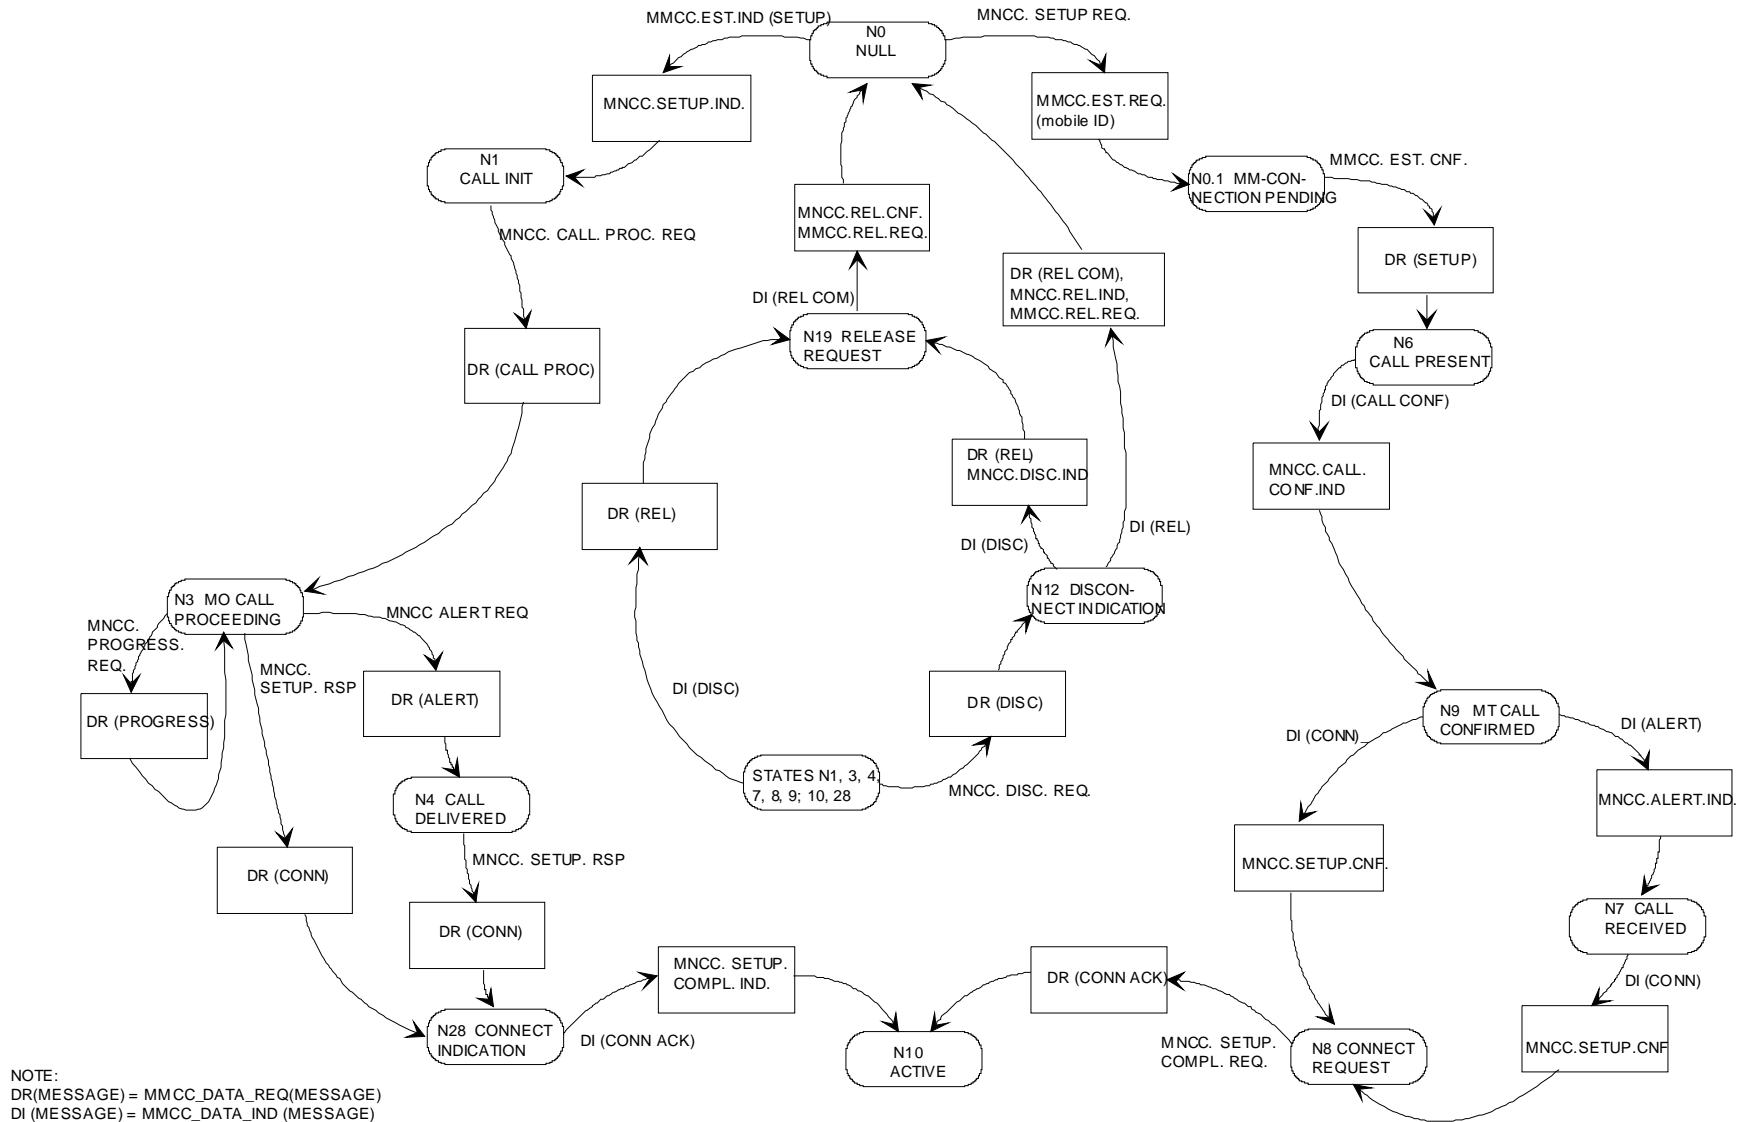 MMCC.EST.IND (SETUP)
N0
NULL
MNCC. SETUP REQ.
MNCC.SETUP.IND.
MMCC.EST.REQ.
(mobile ID)
N1
CALL INIT
MMCC. EST. CNF.
N0.1 MM-CON-
NECTION PENDING
MNCC. CALL. PROC. REQ
MNCC.REL.CNF.
MMCC.REL.REQ.
DR (SETUP)
DR (REL COM),
MNCC.REL.IND,
MMCC.REL.REQ.
DI (REL COM)
N19 RELEASE
REQUEST
N6
CALL PRESENT
DR (CALL PROC)
DI (CALL CONF)
DR (REL)
MNCC.DISC.IND
MNCC.CALL.
CONF.IND
DR (REL)
DI (DISC)
DI (REL)
N12 DISCON-
NECT INDICATION
N3 MO CALL
PROCEEDING
MNCC ALERT REQ
MNCC.
PROGRESS.
REQ.
MNCC.
SETUP. RSP
DR (PROGRESS)
DR (ALERT)
DI (DISC)
DR (DISC)
N9 MT CALL
CONFIRMED
DI (CONN)
DI (ALERT)
STATES N1, 3, 4,
7, 8, 9; 10, 28
MNCC. DISC. REQ.
MNCC.ALERT.IND.
N4 CALL
DELIVERED
MNCC. SETUP. RSP
MNCC.SETUP.CNF.
DR (CONN)
N7 CALL
RECEIVED
DR (CONN)
MNCC. SETUP.
COMPL. IND.
DR (CONN ACK)
DI (CONN)
N28 CONNECT
INDICATION
DI (CONN ACK)
N10
ACTIVE
MNCC. SETUP.
COMPL. REQ.
N8 CONNECT
REQUEST
MNCC.SETUP.CNF
NOTE:
DR(MESSAGE) = MMCC_DATA_REQ(MESSAGE)
DI (MESSAGE) = MMCC_DATA_IND (MESSAGE)